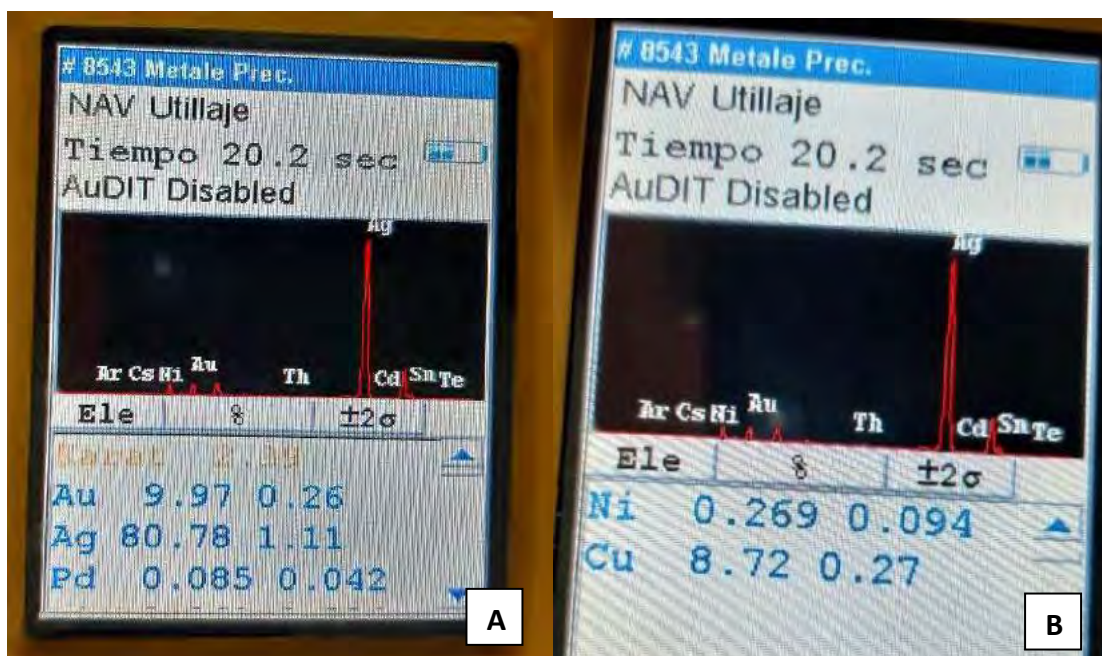 # 8543 Metale Prec.
NAV Utillaje
Tiempo 20.2 sec
AuDIT Disabled
Ag
Ar Cs Ni Au Th Cd Sn Te
Ele % ±2σ
Karat 2.39
Au 9.97 0.26
Ag 80.78 1.11
Pd 0.085 0.042
A
# 8543 Metale Prec.
NAV Utillaje
Tiempo 20.2 sec
AuDIT Disabled
Ag
Ar Cs Ni Au Th Cd Sn Te
Ele % ±2σ
Ni 0.269 0.094
Cu 8.72 0.27
B